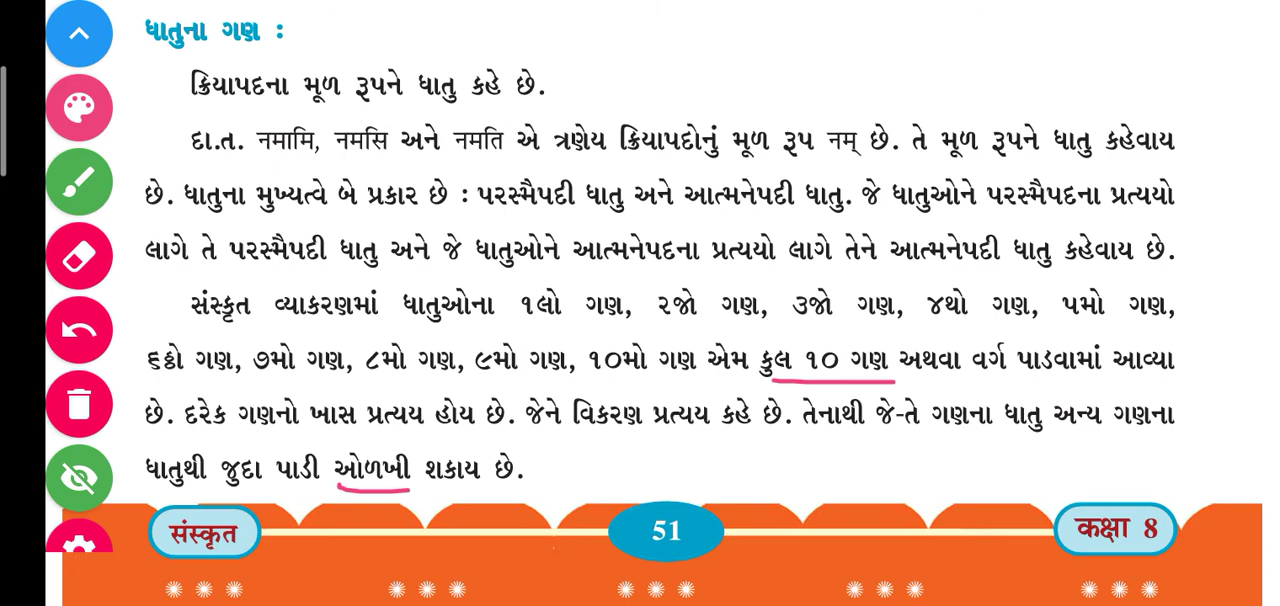 ધાતુના ગણ :
ક્રિયાપદના મૂળ રૂપને ધાતુ કહે છે.
દા.ત. नमामि, नमसि અને नमति એ ત્રણેય ક્રિયાપદોનું મૂળ રૂપ नम् છે. તે મૂળ રૂપને ધાતુ કહેવાય
છે. ધાતુના મુખ્યત્વે બે પ્રકાર છે : પરસ્મૈપદી ધાતુ અને આત્મનેપદી ધાતુ. જે ધાતુઓને પરસ્મૈપદના પ્રત્યયો
લાગે તે પરસ્મૈપદી ધાતુ અને જે ધાતુઓને આત્મનેપદના પ્રત્યયો લાગે તેને આત્મનેપદી ધાતુ કહેવાય છે.
સંસ્કૃત વ્યાકરણમાં ધાતુઓના ૧લો ગણ, ૨જો ગણ, ૩જો ગણ, ૪થો ગણ, ૫મો ગણ,
૬ઠ્ઠો ગણ, ૭મો ગણ, ૮મો ગણ, ૯મો ગણ, ૧૦મો ગણ એમ કુલ ૧૦ ગણ અથવા વર્ગ પાડવામાં આવ્યા
છે. દરેક ગણનો ખાસ પ્રત્યય હોય છે. જેને વિકરણ પ્રત્યય કહે છે. તેનાથી જે-તે ગણના ધાતુ અન્ય ગણના
ધાતુથી જુદા પાડી ઓળખી શકાય છે.
संस्कृत 51 कक्षा 8